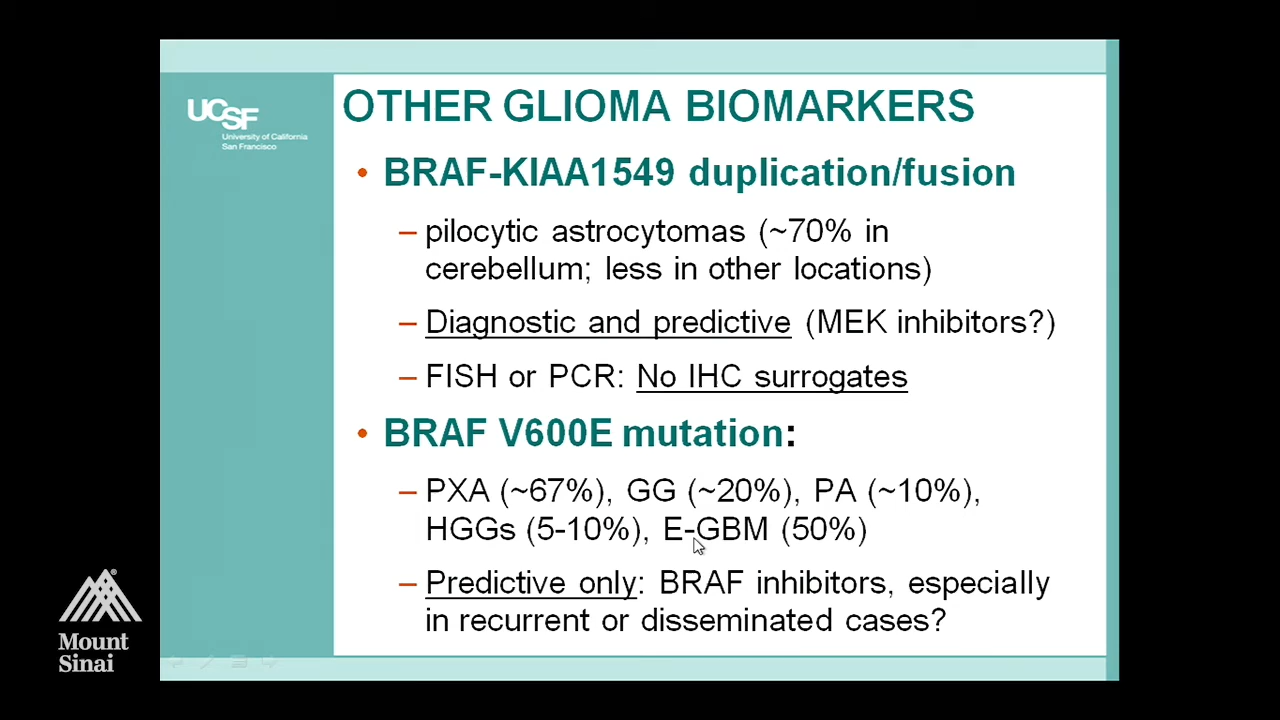 UCSF
University of California
San Francisco
OTHER GLIOMA BIOMARKERS
• BRAF-KIAA1549 duplication/fusion
– pilocytic astrocytomas (~70% in
cerebellum; less in other locations)
– Diagnostic and predictive (MEK inhibitors?)
– FISH or PCR: No IHC surrogates
• BRAF V600E mutation:
– PXA (~67%), GG (~20%), PA (~10%),
HGGs (5-10%), E-GBM (50%)
– Predictive only: BRAF inhibitors, especially
in recurrent or disseminated cases?
®
Mount
Sinai